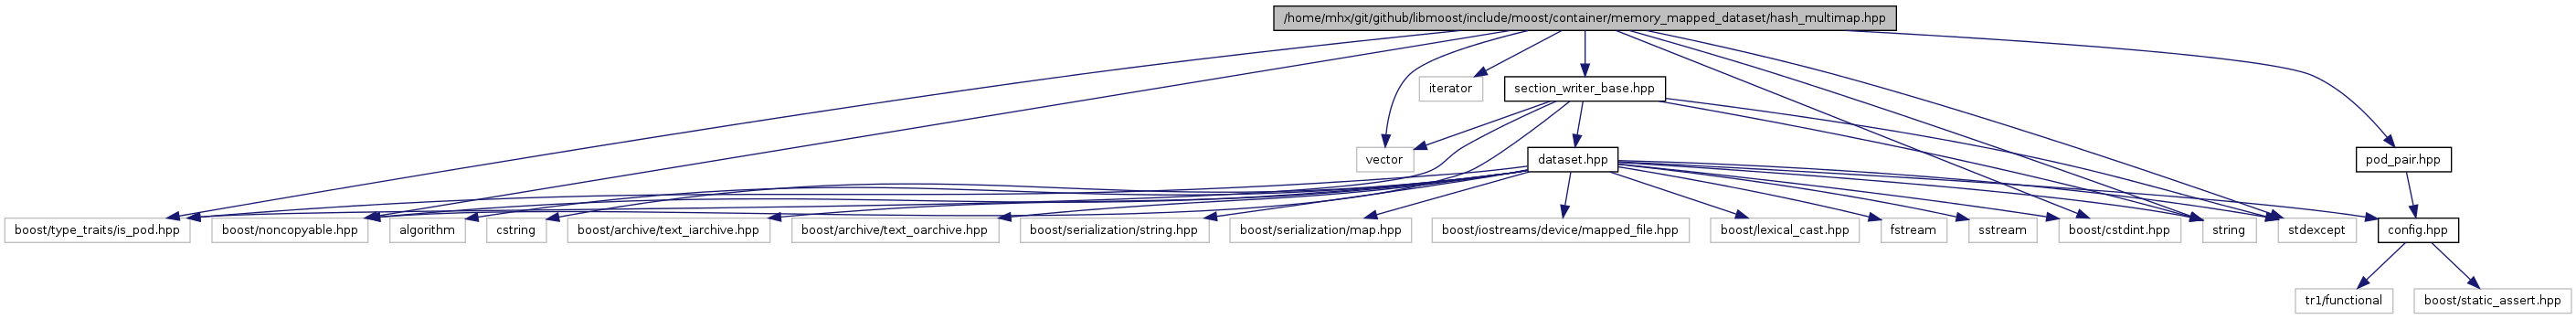 /home/mhx/git/github/libmoost/include/moost/container/memory_mapped_dataset/hash_multimap.hpp
iterator
section_writer_base.hpp
vector
dataset.hpp
pod_pair.hpp
boost/type_traits/is_pod.hpp
boost/noncopyable.hpp
algorithm
cstring
boost/archive/text_iarchive.hpp
boost/archive/text_oarchive.hpp
boost/serialization/string.hpp
boost/serialization/map.hpp
boost/iostreams/device/mapped_file.hpp
boost/lexical_cast.hpp
fstream
sstream
boost/cstdint.hpp
string
stdexcept
config.hpp
tr1/functional
boost/static_assert.hpp